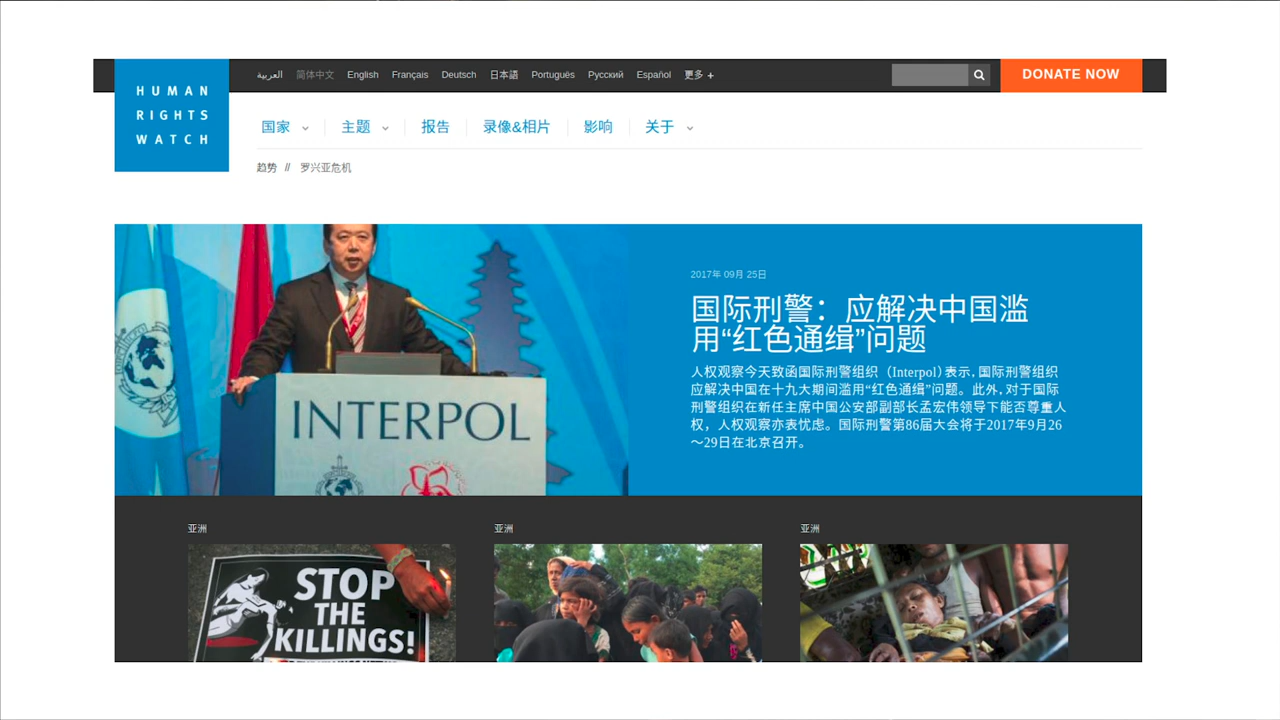 HUMAN
RIGHTS
WATCH
العربية 简体中文 English Français Deutsch 日本語 Português Русский Español 更多 +
DONATE NOW
国家 主题 报告 录像&相片 影响 关于
趋势 // 罗兴亚危机
INTERPOL
2017年 09月 25日
国际刑警：应解决中国滥
用“红色通缉”问题
人权观察今天致函国际刑警组织（Interpol）表示，国际刑警组织
应解决中国在十九大期间滥用“红色通缉”问题。此外，对于国际
刑警组织在新任主席中国公安部副部长孟宏伟领导下能否尊重人
权，人权观察亦表忧虑。国际刑警第86届大会将于2017年9月26
～29日在北京召开。
亚洲 亚洲 亚洲
STOP
THE
KILLINGS!